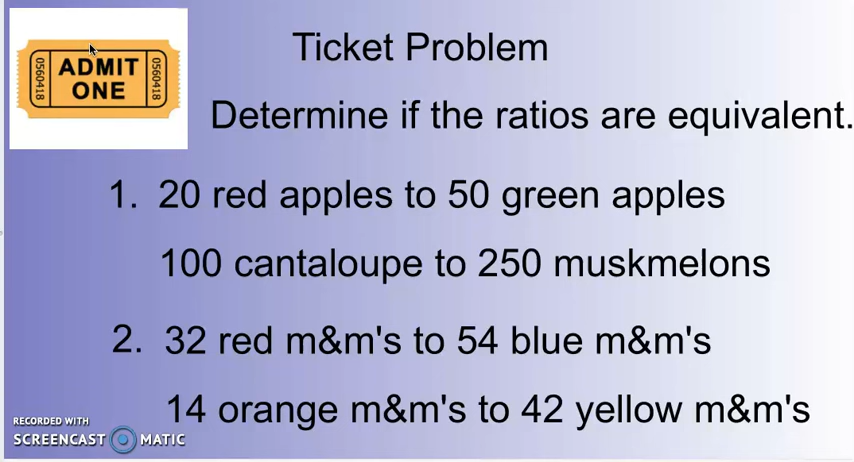 ADMIT
ONE
0560418
0560418
Ticket Problem
Determine if the ratios are equivalent.
1. 20 red apples to 50 green apples
100 cantaloupe to 250 muskmelons
2. 32 red m&m's to 54 blue m&m's
14 orange m&m's to 42 yellow m&m's
RECORDED WITH
SCREENCAST MATIC